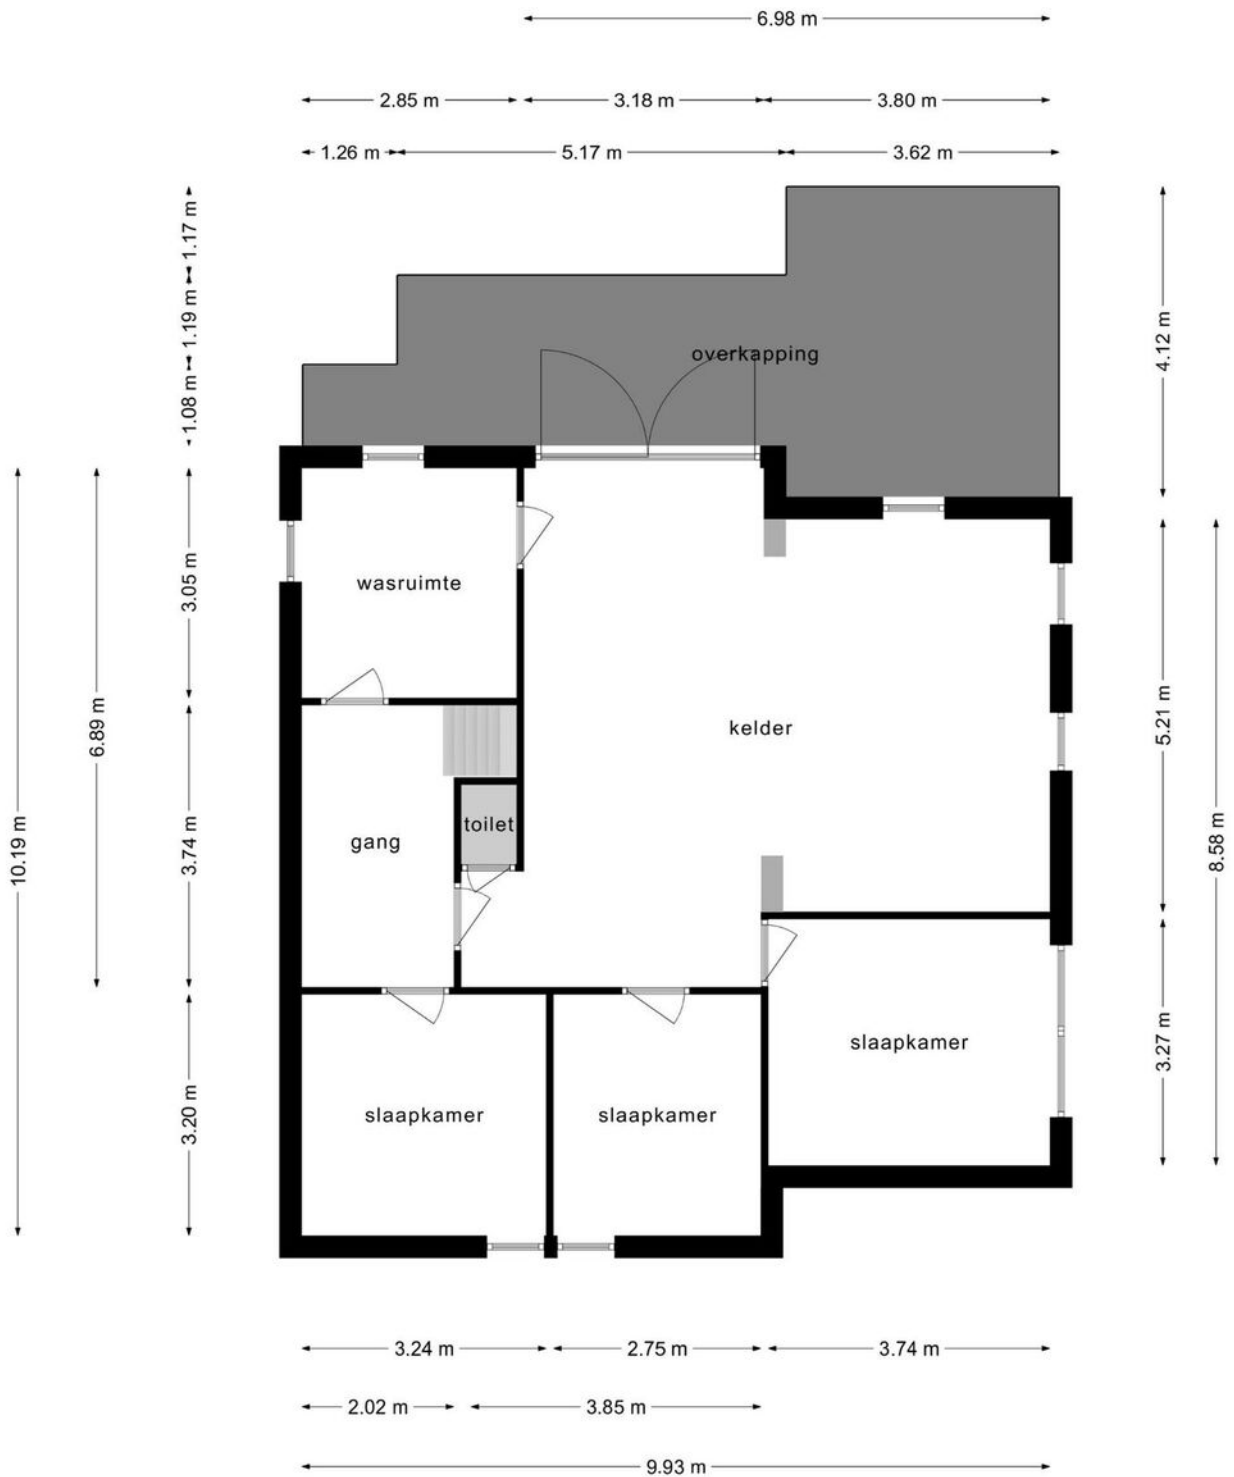 6.98 m
2.85 m
3.18 m
3.80 m
1.26 m
5.17 m
3.62 m
1.17 m
1.19 m
1.08 m
4.12 m
overkapping
10.19 m
6.89 m
3.05 m
wasruimte
5.21 m
8.58 m
kelder
3.74 m
gang
toilet
slaapkamer
3.27 m
3.20 m
slaapkamer
slaapkamer
3.24 m
2.75 m
3.74 m
2.02 m
3.85 m
9.93 m